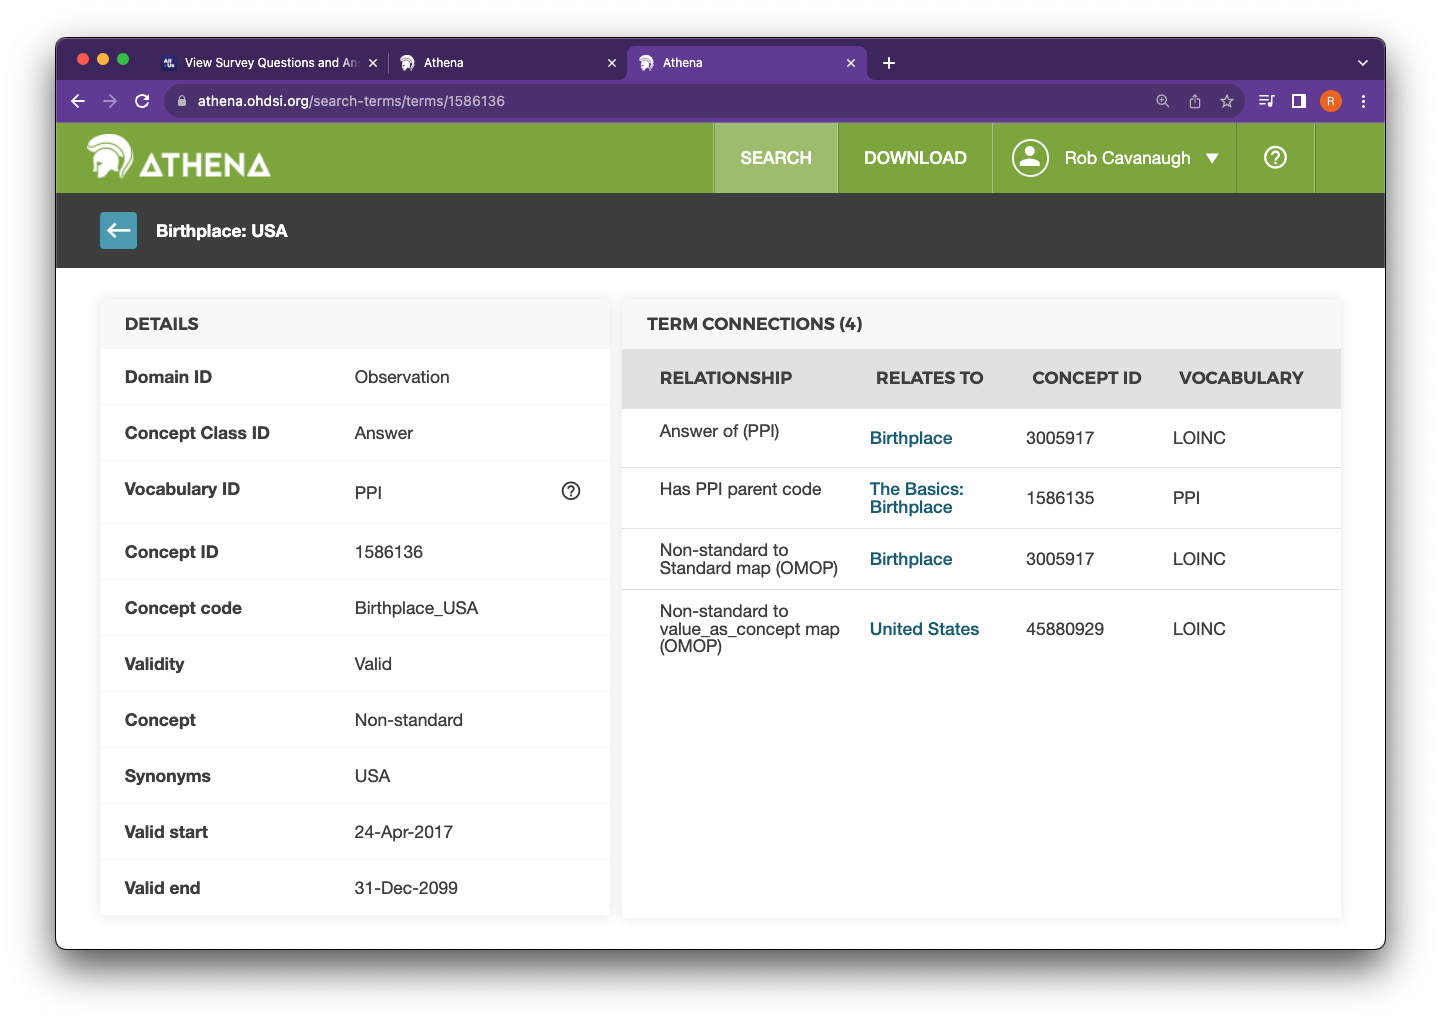 View Survey Questions and An
Athena
Athena
athena.ohdsi.org/search-terms/terms/1586136
R
ATHENA
SEARCH
DOWNLOAD
Rob Cavanaugh
Birthplace: USA
DETAILS
Domain ID Observation
Concept Class ID Answer
Vocabulary ID PPI
Concept ID 1586136
Concept code Birthplace_USA
Validity Valid
Concept Non-standard
Synonyms USA
Valid start 24-Apr-2017
Valid end 31-Dec-2099
TERM CONNECTIONS (4)
RELATIONSHIP RELATES TO CONCEPT ID VOCABULARY
Answer of (PPI) Birthplace 3005917 LOINC
Has PPI parent code The Basics:
Birthplace 1586135 PPI
Non-standard to
Standard map (OMOP) Birthplace 3005917 LOINC
Non-standard to
value_as_concept map
(OMOP) United States 45880929 LOINC